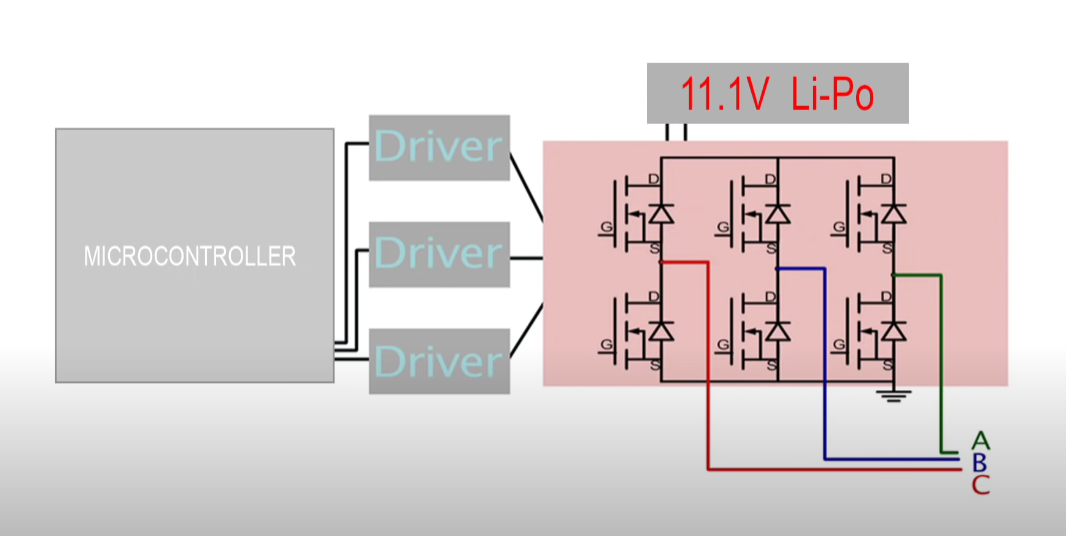 11.1V Li-Po
Driver
MICROCONTROLLER
Driver
Driver
D D D
G G G
S S S
D D D
G G G
S S S
A
B
C